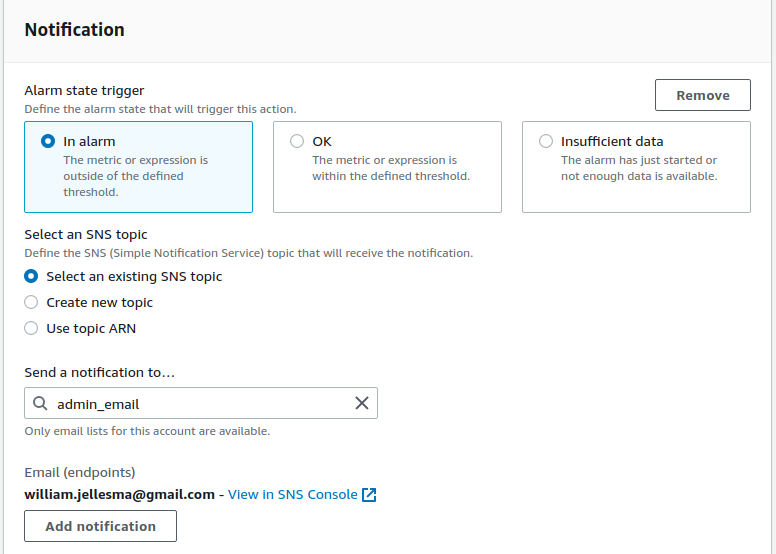 Notification
Alarm state trigger
Define the alarm state that will trigger this action.
Remove
In alarm
The metric or expression is
outside of the defined
threshold.
OK
The metric or expression is
within the defined threshold.
Insufficient data
The alarm has just started or
not enough data is available.
Select an SNS topic
Define the SNS (Simple Notification Service) topic that will receive the notification.
Select an existing SNS topic
Create new topic
Use topic ARN
Send a notification to…
admin_email
Only email lists for this account are available.
Email (endpoints)
william.jellesma@gmail.com - View in SNS Console
Add notification